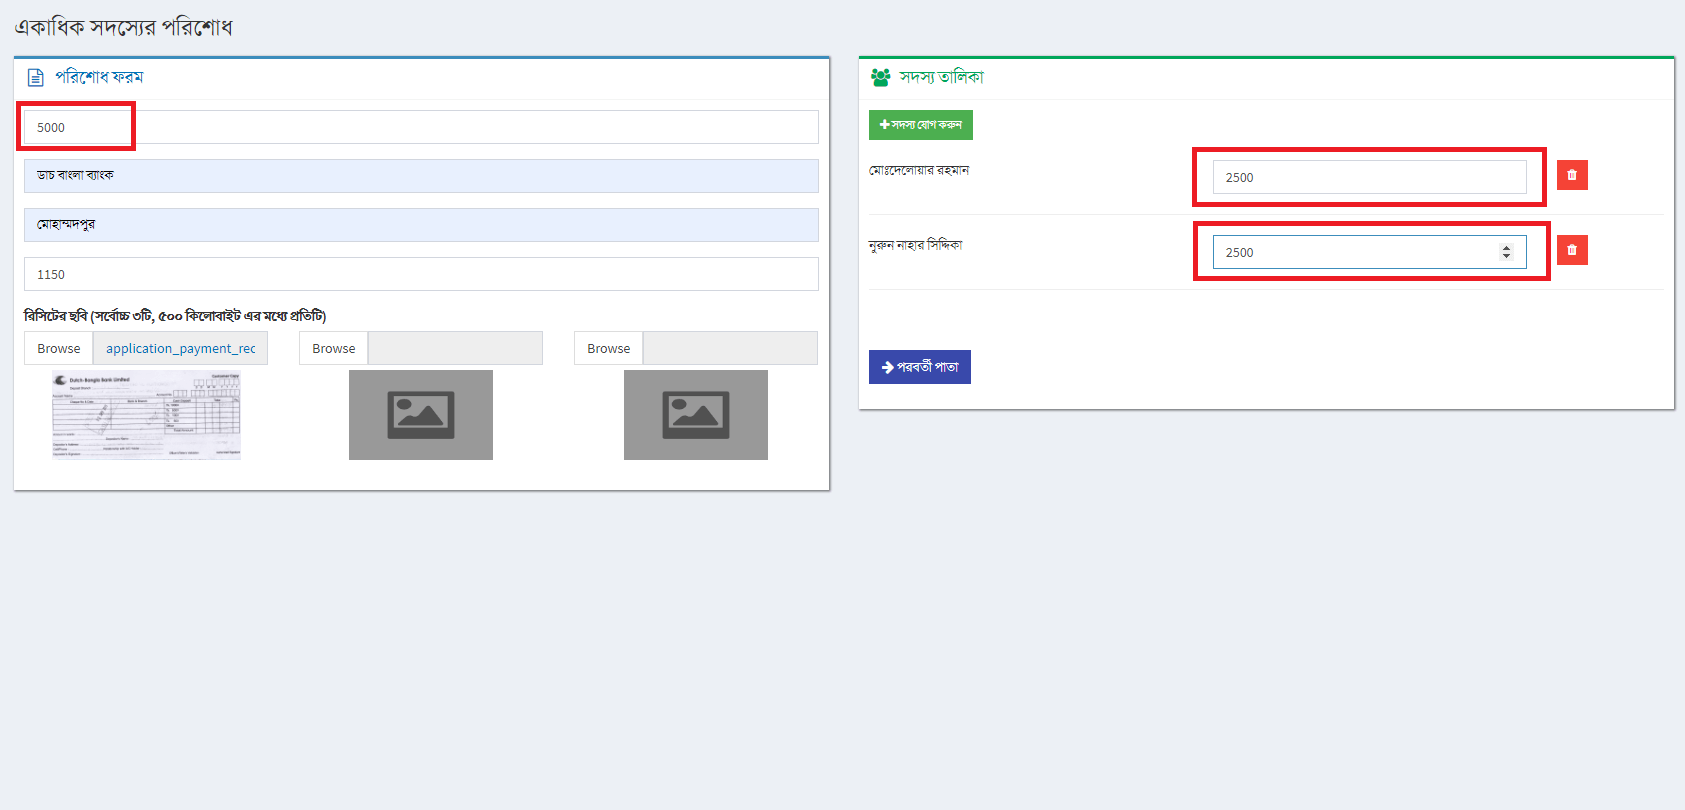 একাধিক সদস্যের পরিশোধ
পরিশোধ ফরম
5000
ডাচ বাংলা ব্যাংক
মোহাম্মদপুর
1150
রিসিটের ছবি (সর্বোচ্চ ৩টি, ৫০০ কিলোবাইট এর মধ্যে প্রতিটি)
Browse application_payment_rec Browse Browse
Dutch-Bangla Bank Limited
সদস্য তালিকা
সদস্য যোগ করুন
মোঃদেলোয়ার রহমান 2500
নুরুন নাহার সিদ্দিকা 2500
পরবর্তী পাতা